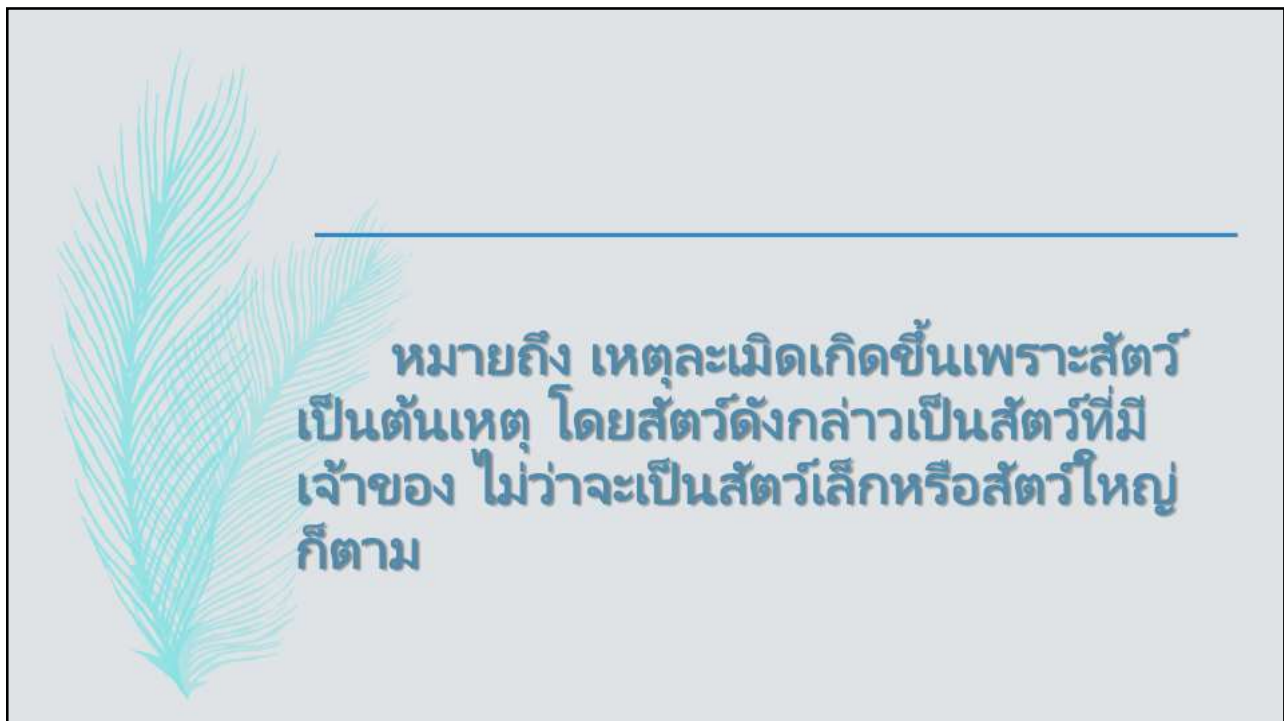 หมายถึง เหตุละเมิดเกิดขึ้นเพราะสัตว์
เป็นต้นเหตุ โดยสัตว์ดังกล่าวเป็นสัตว์ที่มี
เจ้าของ ไม่ว่าจะเป็นสัตว์เล็กหรือสัตว์ใหญ่
ก็ตาม